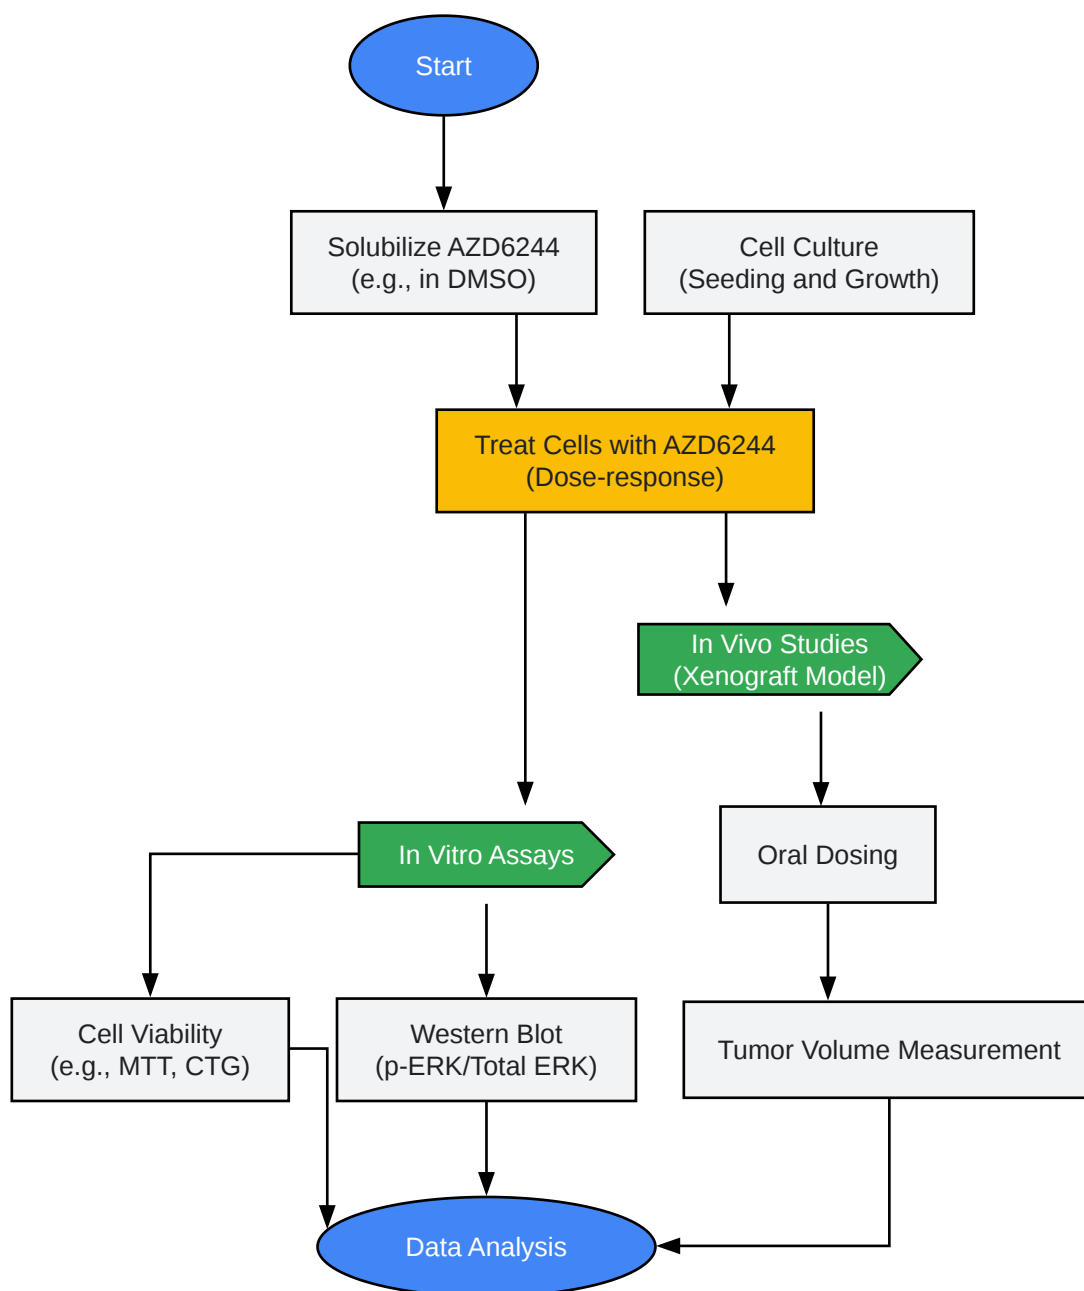 Start
Solubilize AZD6244
(e.g., in DMSO)
Cell Culture
(Seeding and Growth)
Treat Cells with AZD6244
(Dose-response)
In Vivo Studies
(Xenograft Model)
In Vitro Assays
Oral Dosing
Cell Viability
(e.g., MTT, CTG)
Western Blot
(p-ERK/Total ERK)
Tumor Volume Measurement
Data Analysis